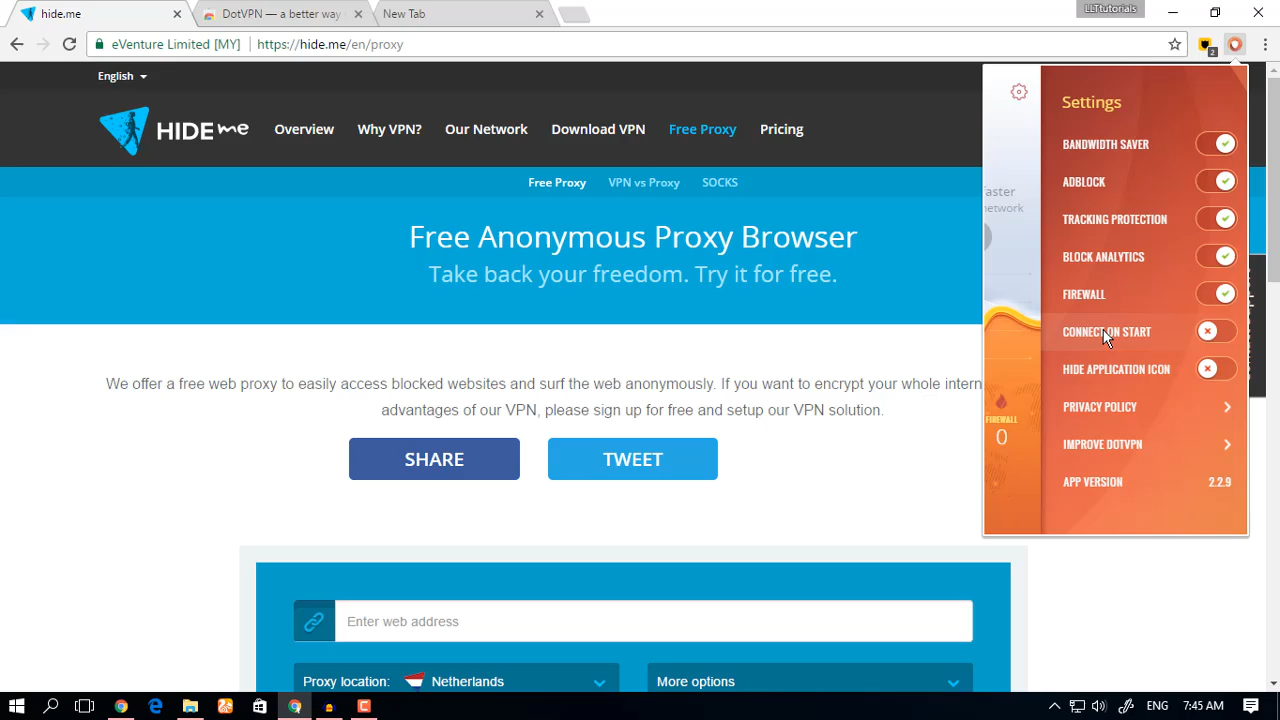 LLTtutorials
hide.me
DotVPN — a better way
New Tab
eVenture Limited [MY]
https://hide.me/en/proxy
2
English
HIDE me
Overview
Why VPN?
Our Network
Download VPN
Free Proxy
Pricing
Free Proxy
VPN vs Proxy
SOCKS
Free Anonymous Proxy Browser
Take back your freedom. Try it for free.
We offer a free web proxy to easily access blocked websites and surf the web anonymously. If you want to encrypt your whole intern
advantages of our VPN, please sign up for free and setup our VPN solution.
SHARE
TWEET
Enter web address
Proxy location:
Netherlands
More options
faster
network
FIREWALL
0
Settings
BANDWIDTH SAVER
ADBLOCK
TRACKING PROTECTION
BLOCK ANALYTICS
FIREWALL
CONNECT ON START
HIDE APPLICATION ICON
PRIVACY POLICY
IMPROVE DOTVPN
APP VERSION
2.2.9
ENG
7:45 AM